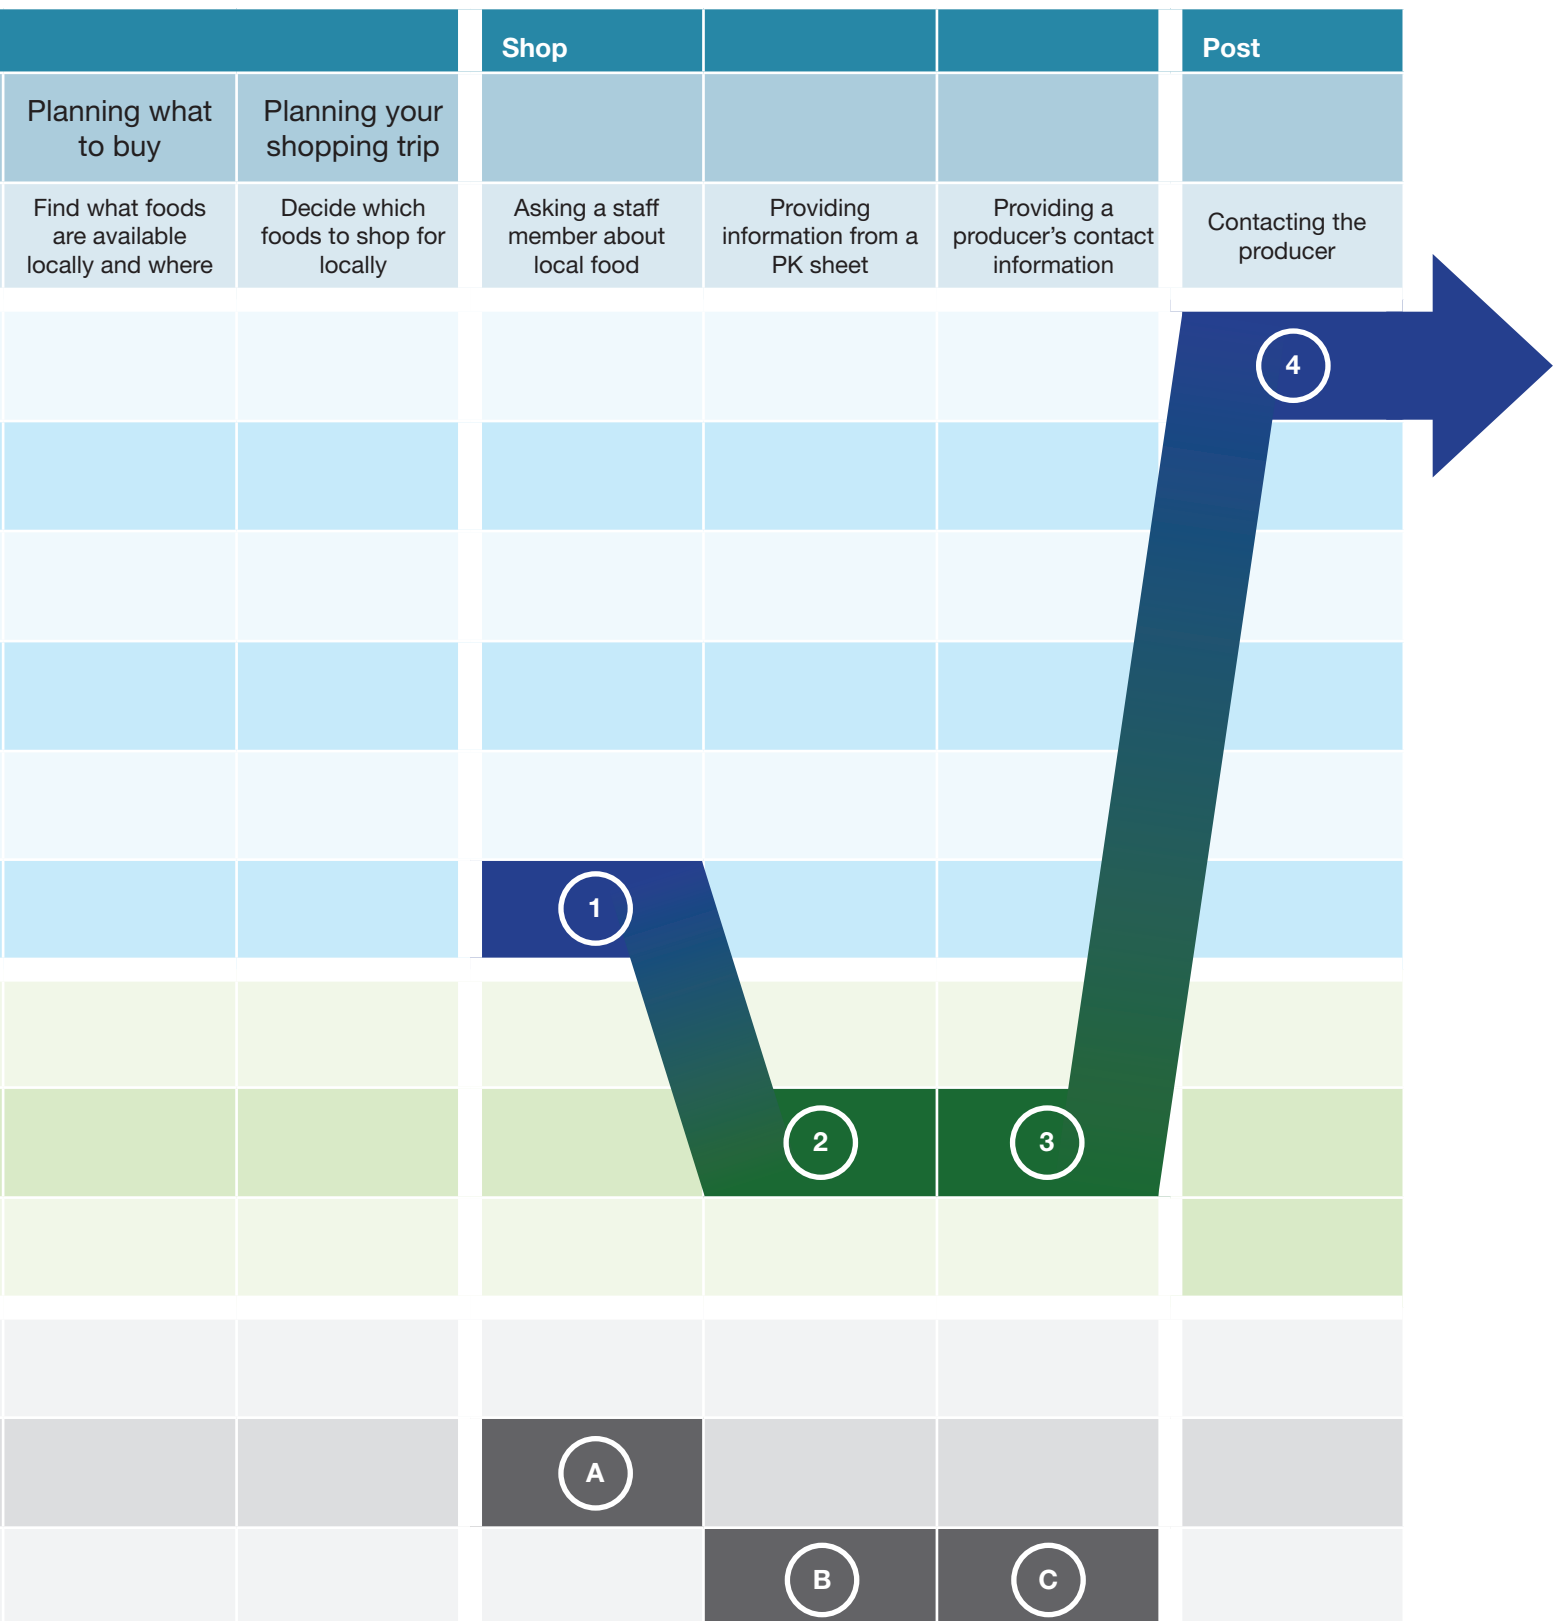 Shop
Post
Planning what
to buy
Planning your
shopping trip
Find what foods
are available
locally and where
Decide which
foods to shop for
locally
Asking a staff
member about
local food
Providing
information from a
PK sheet
Providing a
producer’s contact
information
Contacting the
producer
4
1
2
3
A
B
C